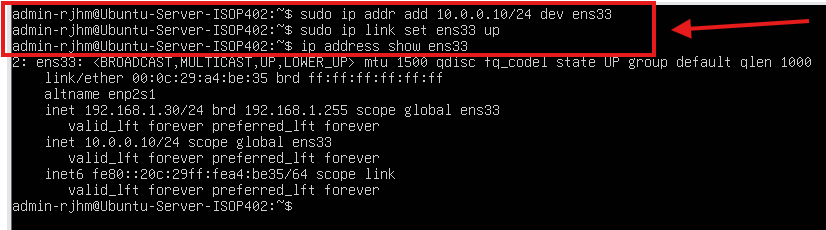 admin-rjhm@Ubuntu-Server-ISOP402:~$ sudo ip addr add 10.0.0.10/24 dev ens33
admin-rjhm@Ubuntu-Server-ISOP402:~$ sudo ip link set ens33 up
admin-rjhm@Ubuntu-Server-ISOP402:~$ ip address show ens33
2: ens33: <BROADCAST,MULTICAST,UP,LOWER_UP> mtu 1500 qdisc fq_codel state UP group default qlen 1000
link/ether 00:0c:29:a4:be:35 brd ff:ff:ff:ff:ff:ff
altname enp2s1
inet 192.168.1.30/24 brd 192.168.1.255 scope global ens33
valid_lft forever preferred_lft forever
inet 10.0.0.10/24 scope global ens33
valid_lft forever preferred_lft forever
inet6 fe80::20c:29ff:fea4:be35/64 scope link
valid_lft forever preferred_lft forever
admin-rjhm@Ubuntu-Server-ISOP402:~$